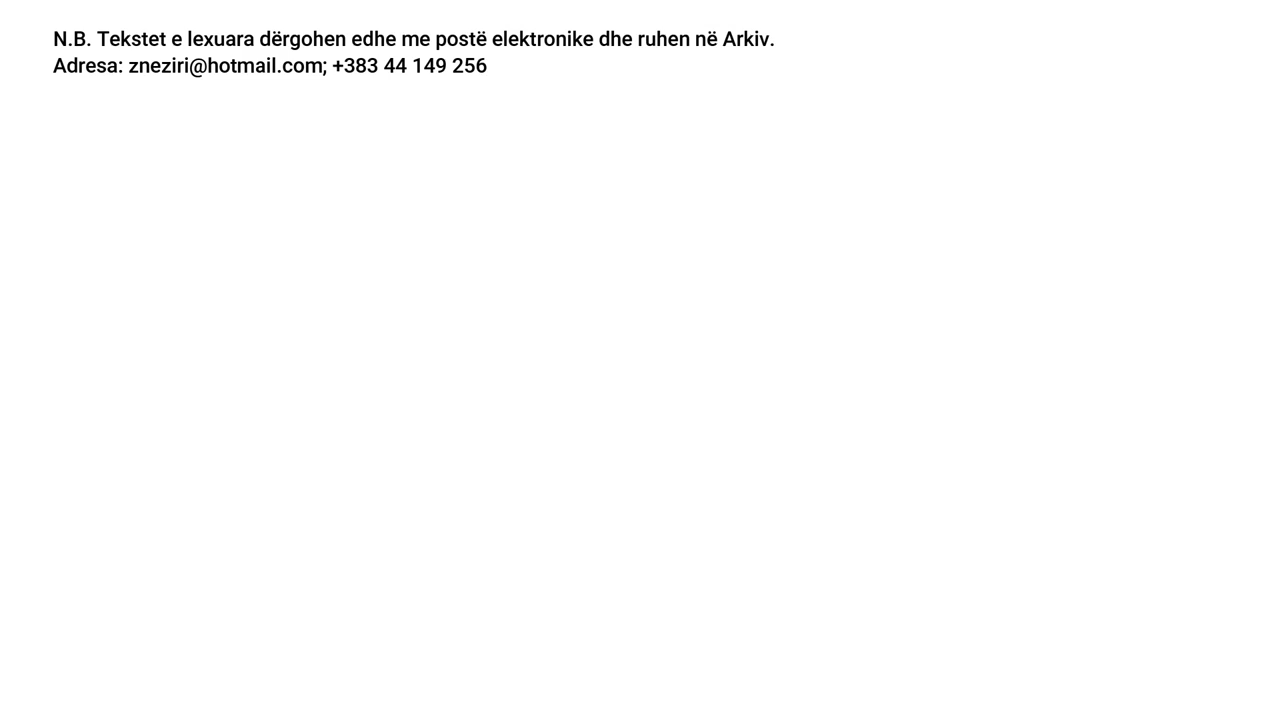 N.B. Tekstet e lexuara dërgohen edhe me postë elektronike dhe ruhen në Arkiv.
Adresa: zneziri@hotmail.com; +383 44 149 256